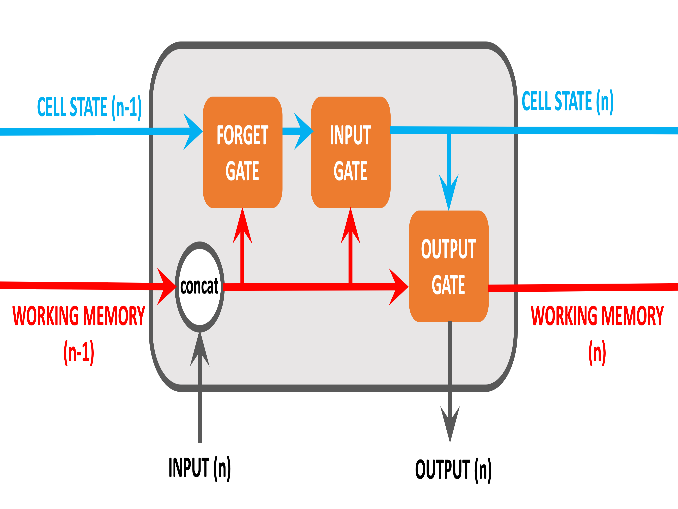 CELL STATE (n-1)
CELL STATE (n)
FORGET
GATE
INPUT
GATE
OUTPUT
GATE
concat
WORKING MEMORY
(n-1)
WORKING MEMORY
(n)
INPUT (n)
OUTPUT (n)